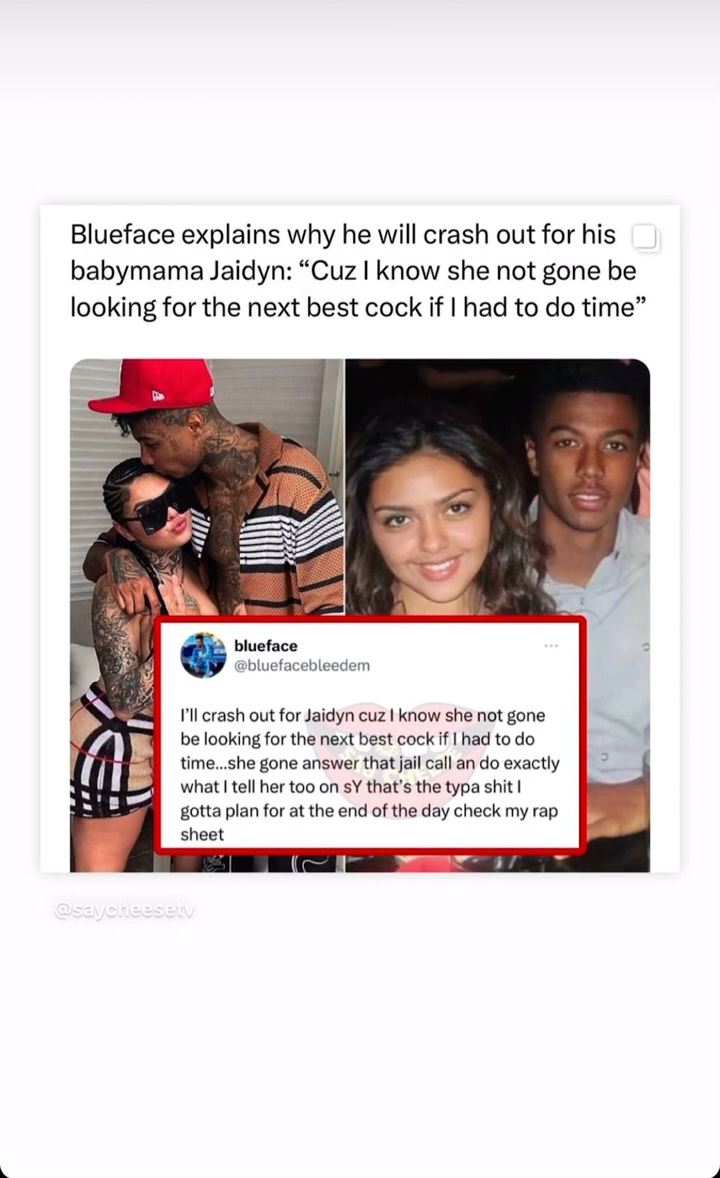 Blueface explains why he will crash out for his
babymama Jaidyn: “Cuz I know she not gone be
looking for the next best cock if I had to do time”
blueface
@bluefacebleedem
I’ll crash out for Jaidyn cuz I know she not gone
be looking for the next best cock if I had to do
time...she gone answer that jail call an do exactly
what I tell her too on sY that’s the typa shit I
gotta plan for at the end of the day check my rap
sheet
@saycheesetv